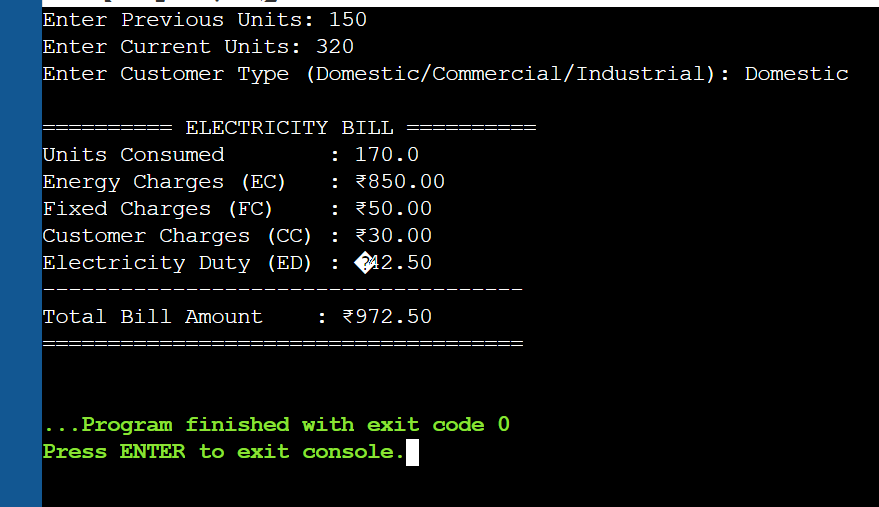 Enter Previous Units: 150
Enter Current Units: 320
Enter Customer Type (Domestic/Commercial/Industrial): Domestic
========== ELECTRICITY BILL ==========
Units Consumed        : 170.0
Energy Charges (EC)   : ₹850.00
Fixed Charges (FC)    : ₹50.00
Customer Charges (CC) : ₹30.00
Electricity Duty (ED) : �42.50
-------------------------------------
Total Bill Amount    : ₹972.50
=====================================
...Program finished with exit code 0
Press ENTER to exit console.